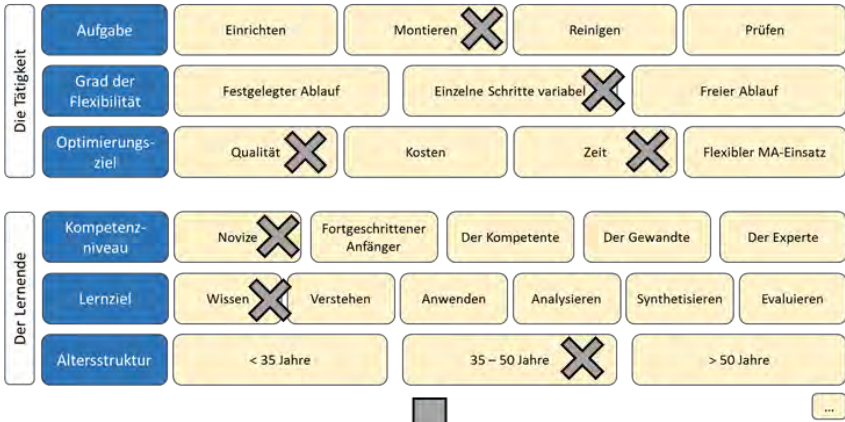 Die Tätigkeit
Aufgabe
Einrichten
Montieren
Reinigen
Prüfen
Grad der
Flexibilität
Festgelegter Ablauf
Einzelne Schritte variabel
Freier Ablauf
Optimierungs-
ziel
Qualität
Kosten
Zeit
Flexibler MA-Einsatz
Der Lernende
Kompetenz-
niveau
Novize
Fortgeschrittener
Anfänger
Der Kompetente
Der Gewandte
Der Experte
Lernziel
Wissen
Verstehen
Anwenden
Analysieren
Synthetisieren
Evaluieren
Altersstruktur
< 35 Jahre
35 – 50 Jahre
> 50 Jahre
...